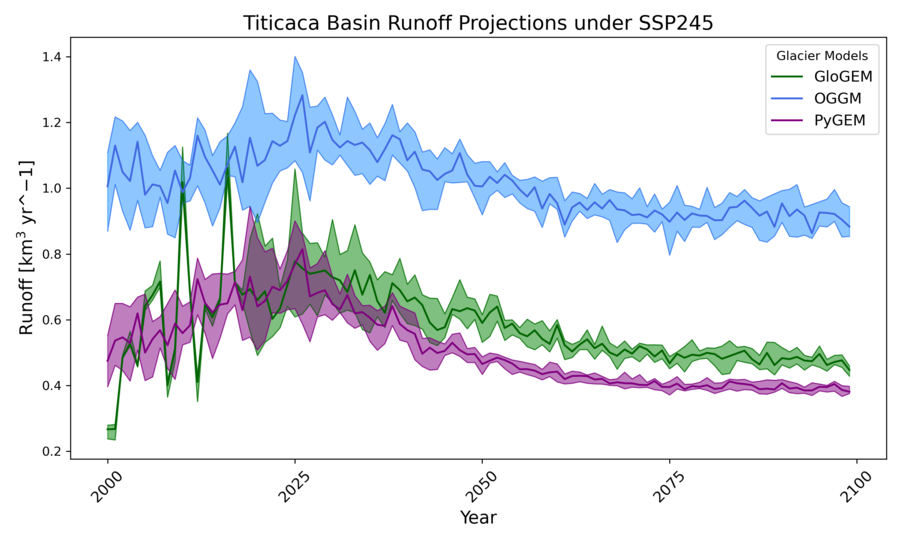 Titicaca Basin Runoff Projections under SSP245
Glacier Models
GloGEM
OGGM
PyGEM
Runoff [km³ yr^−1]
1.4
1.2
1.0
0.8
0.6
0.4
0.2
2000
2025
2050
2075
2100
Year